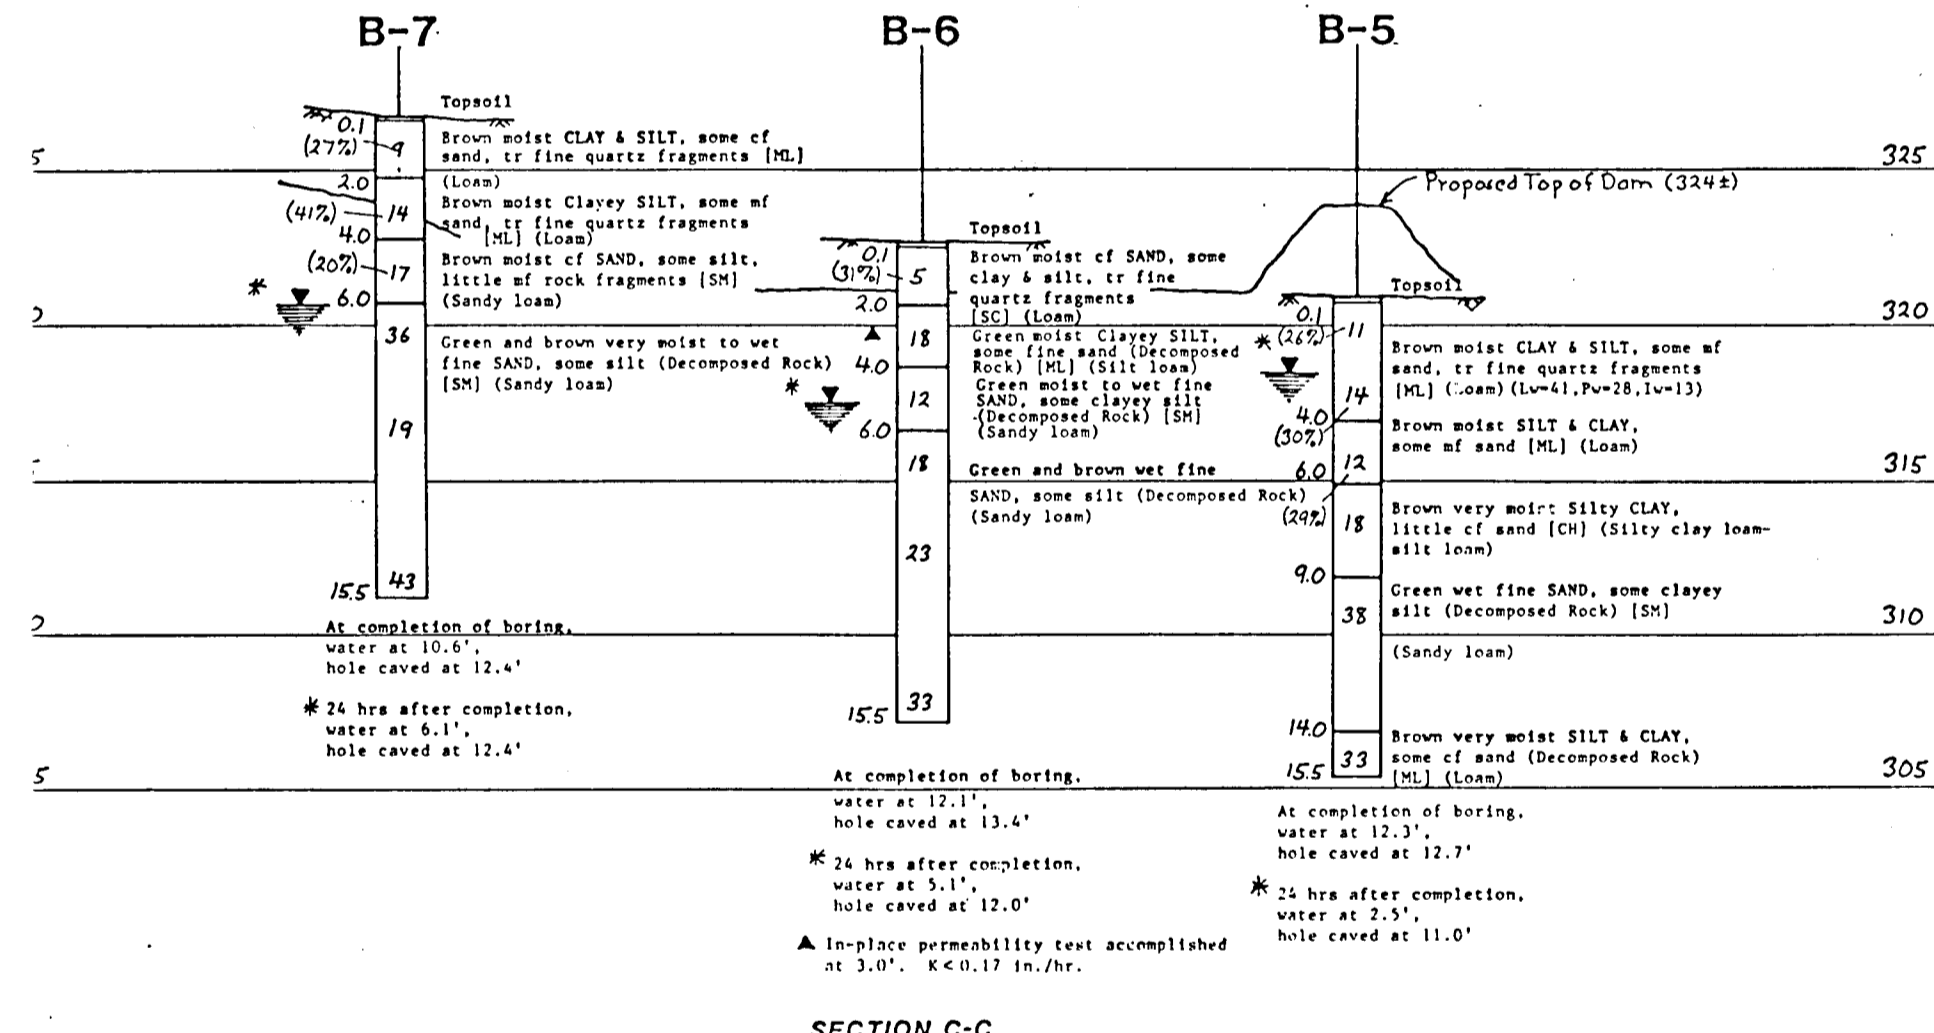 B-7
B-6
B-5
Topsoil
0.1
(27%)
9
Brown moist CLAY & SILT, some cf
sand, tr fine quartz fragments [ML]
(Loam)
2.0
(41%)
14
Brown moist Clayey SILT, some mf
sand, tr fine quartz fragments
[ML] (Loam)
4.0
(20%)
17
Brown moist cf SAND, some silt,
little mf rock fragments [SM]
(Sandy loam)
*
6.0
36
Green and brown very moist to wet
fine SAND, some silt (Decomposed Rock)
[SM] (Sandy loam)
19
15.5
43
At completion of boring,
water at 10.6',
hole caved at 12.4'
* 24 hrs after completion,
water at 6.1',
hole caved at 12.4'
Topsoil
0.1
(31%)
5
Brown moist cf SAND, some
clay & silt, tr fine
quartz fragments
[SC] (Loam)
2.0
18
Green moist Clayey SILT,
some fine sand (Decomposed
Rock) [ML] (Silt loam)
4.0
*
12
Green moist to wet fine
SAND, some clayey silt
(Decomposed Rock) [SM]
(Sandy loam)
6.0
18
Green and brown wet fine
SAND, some silt (Decomposed Rock)
(Sandy loam)
23
33
15.5
At completion of boring,
water at 12.1',
hole caved at 13.4'
* 24 hrs after completion,
water at 5.1',
hole caved at 12.0'
▲ In-place permeability test accomplished
at 3.0'. K<0.17 in./hr.
Proposed Top of Dam (324±)
Topsoil
0.1
* (26%)
11
Brown moist CLAY & SILT, some mf
sand, tr fine quartz fragments
[ML] (Loam) (Lw=41, Pw=28, Iw=13)
14
4.0
(30%)
Brown moist SILT & CLAY,
some mf sand [ML] (Loam)
6.0
12
(29%)
18
Brown very moist Silty CLAY,
little cf sand [CH] (Silty clay loam-
silt loam)
9.0
38
Green wet fine SAND, some clayey
silt (Decomposed Rock) [SM]
(Sandy loam)
14.0
33
Brown very moist SILT & CLAY,
some cf sand (Decomposed Rock)
[ML] (Loam)
15.5
At completion of boring,
water at 12.3',
hole caved at 12.7'
* 24 hrs after completion,
water at 2.5',
hole caved at 11.0'
325
320
315
310
305
5
5
SECTION C-C